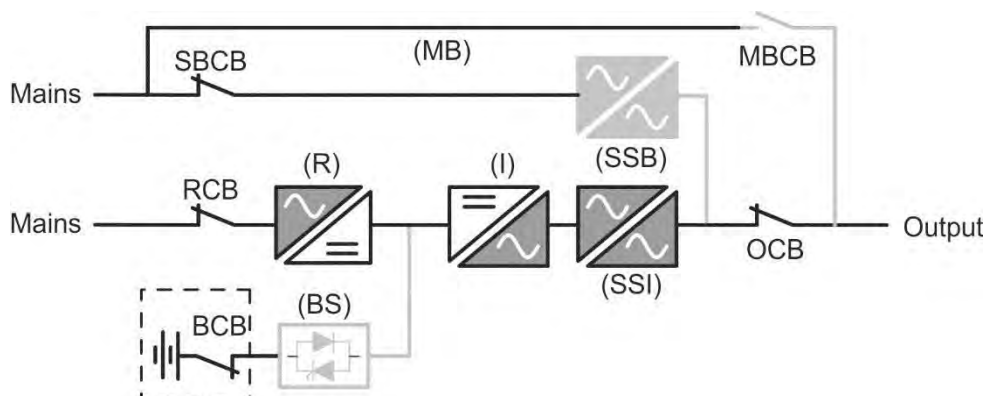 (MB)
MBCB
SBCB
Mains
(SSB)
(R)
(I)
RCB
Mains
Output
OCB
(SSI)
(BS)
BCB